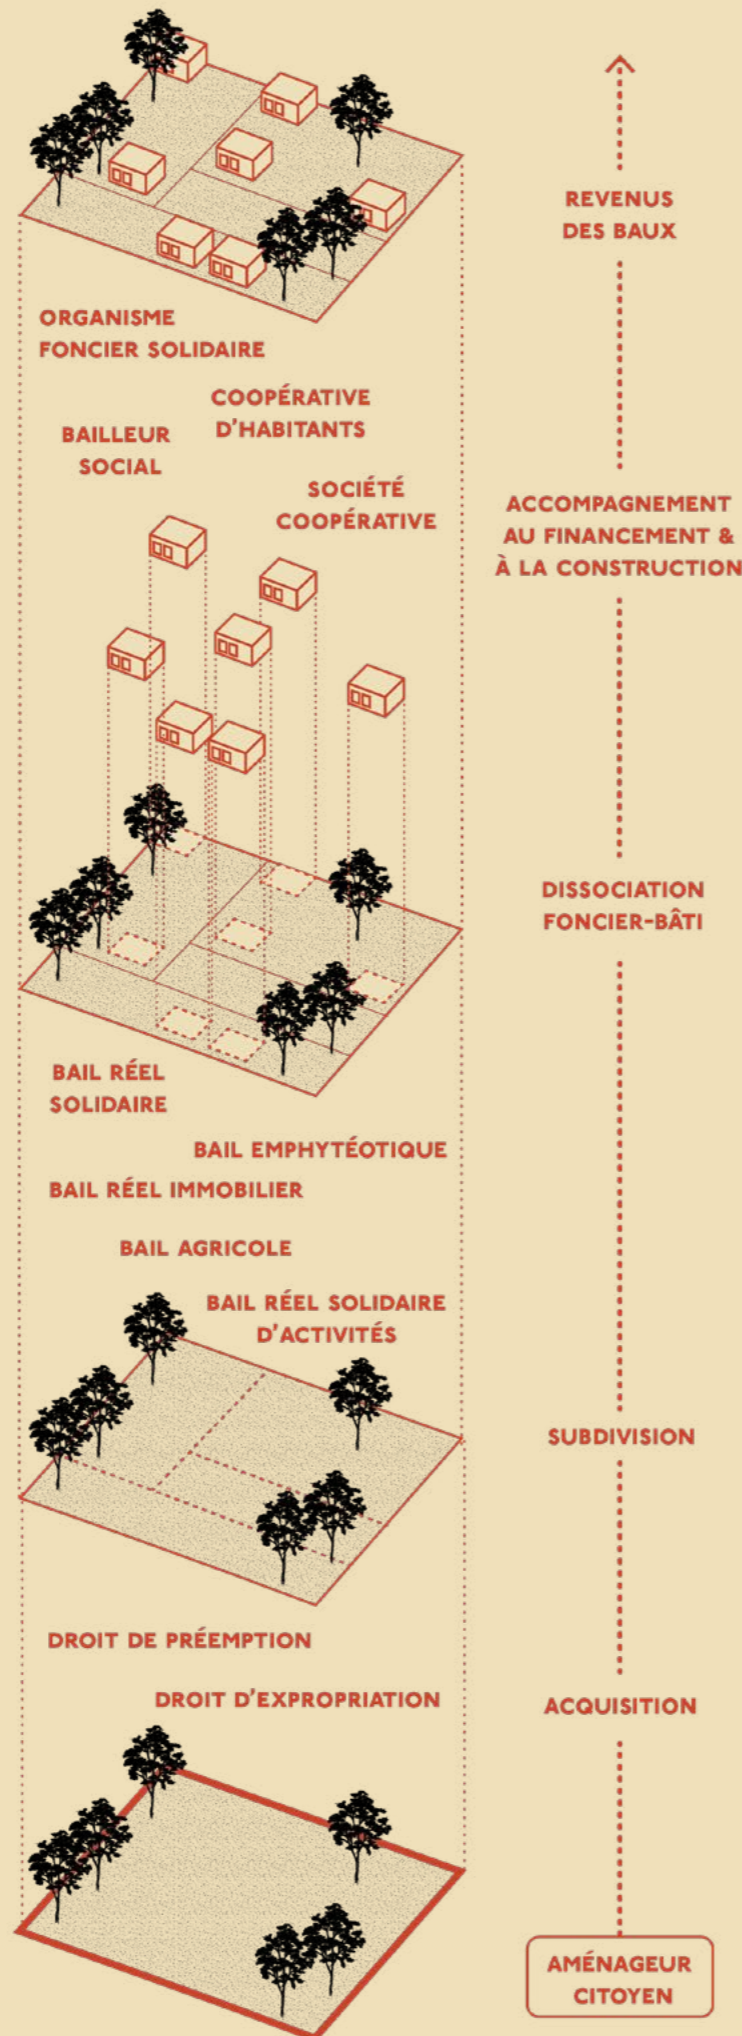 REVENUS
DES BAUX
ORGANISME
FONCIER SOLIDAIRE
COOPÉRATIVE
D'HABITANTS
BAILLEUR
SOCIAL
SOCIÉTÉ
COOPÉRATIVE
ACCOMPAGNEMENT
AU FINANCEMENT &
À LA CONSTRUCTION
DISSOCIATION
FONCIER-BÂTI
BAIL RÉEL
SOLIDAIRE
BAIL EMPHYTÉOTIQUE
BAIL RÉEL IMMOBILIER
BAIL AGRICOLE
BAIL RÉEL SOLIDAIRE
D'ACTIVITÉS
SUBDIVISION
DROIT DE PRÉEMPTION
DROIT D'EXPROPRIATION
ACQUISITION
AMÉNAGEUR
CITOYEN